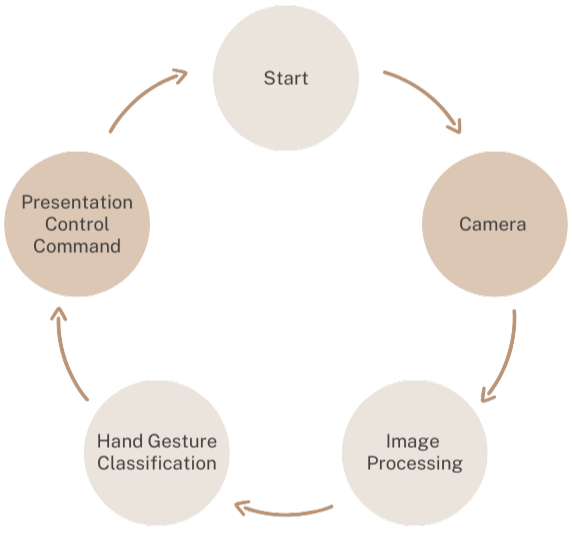 Start
Camera
Image
Processing
Hand Gesture
Classification
Presentation
Control
Command